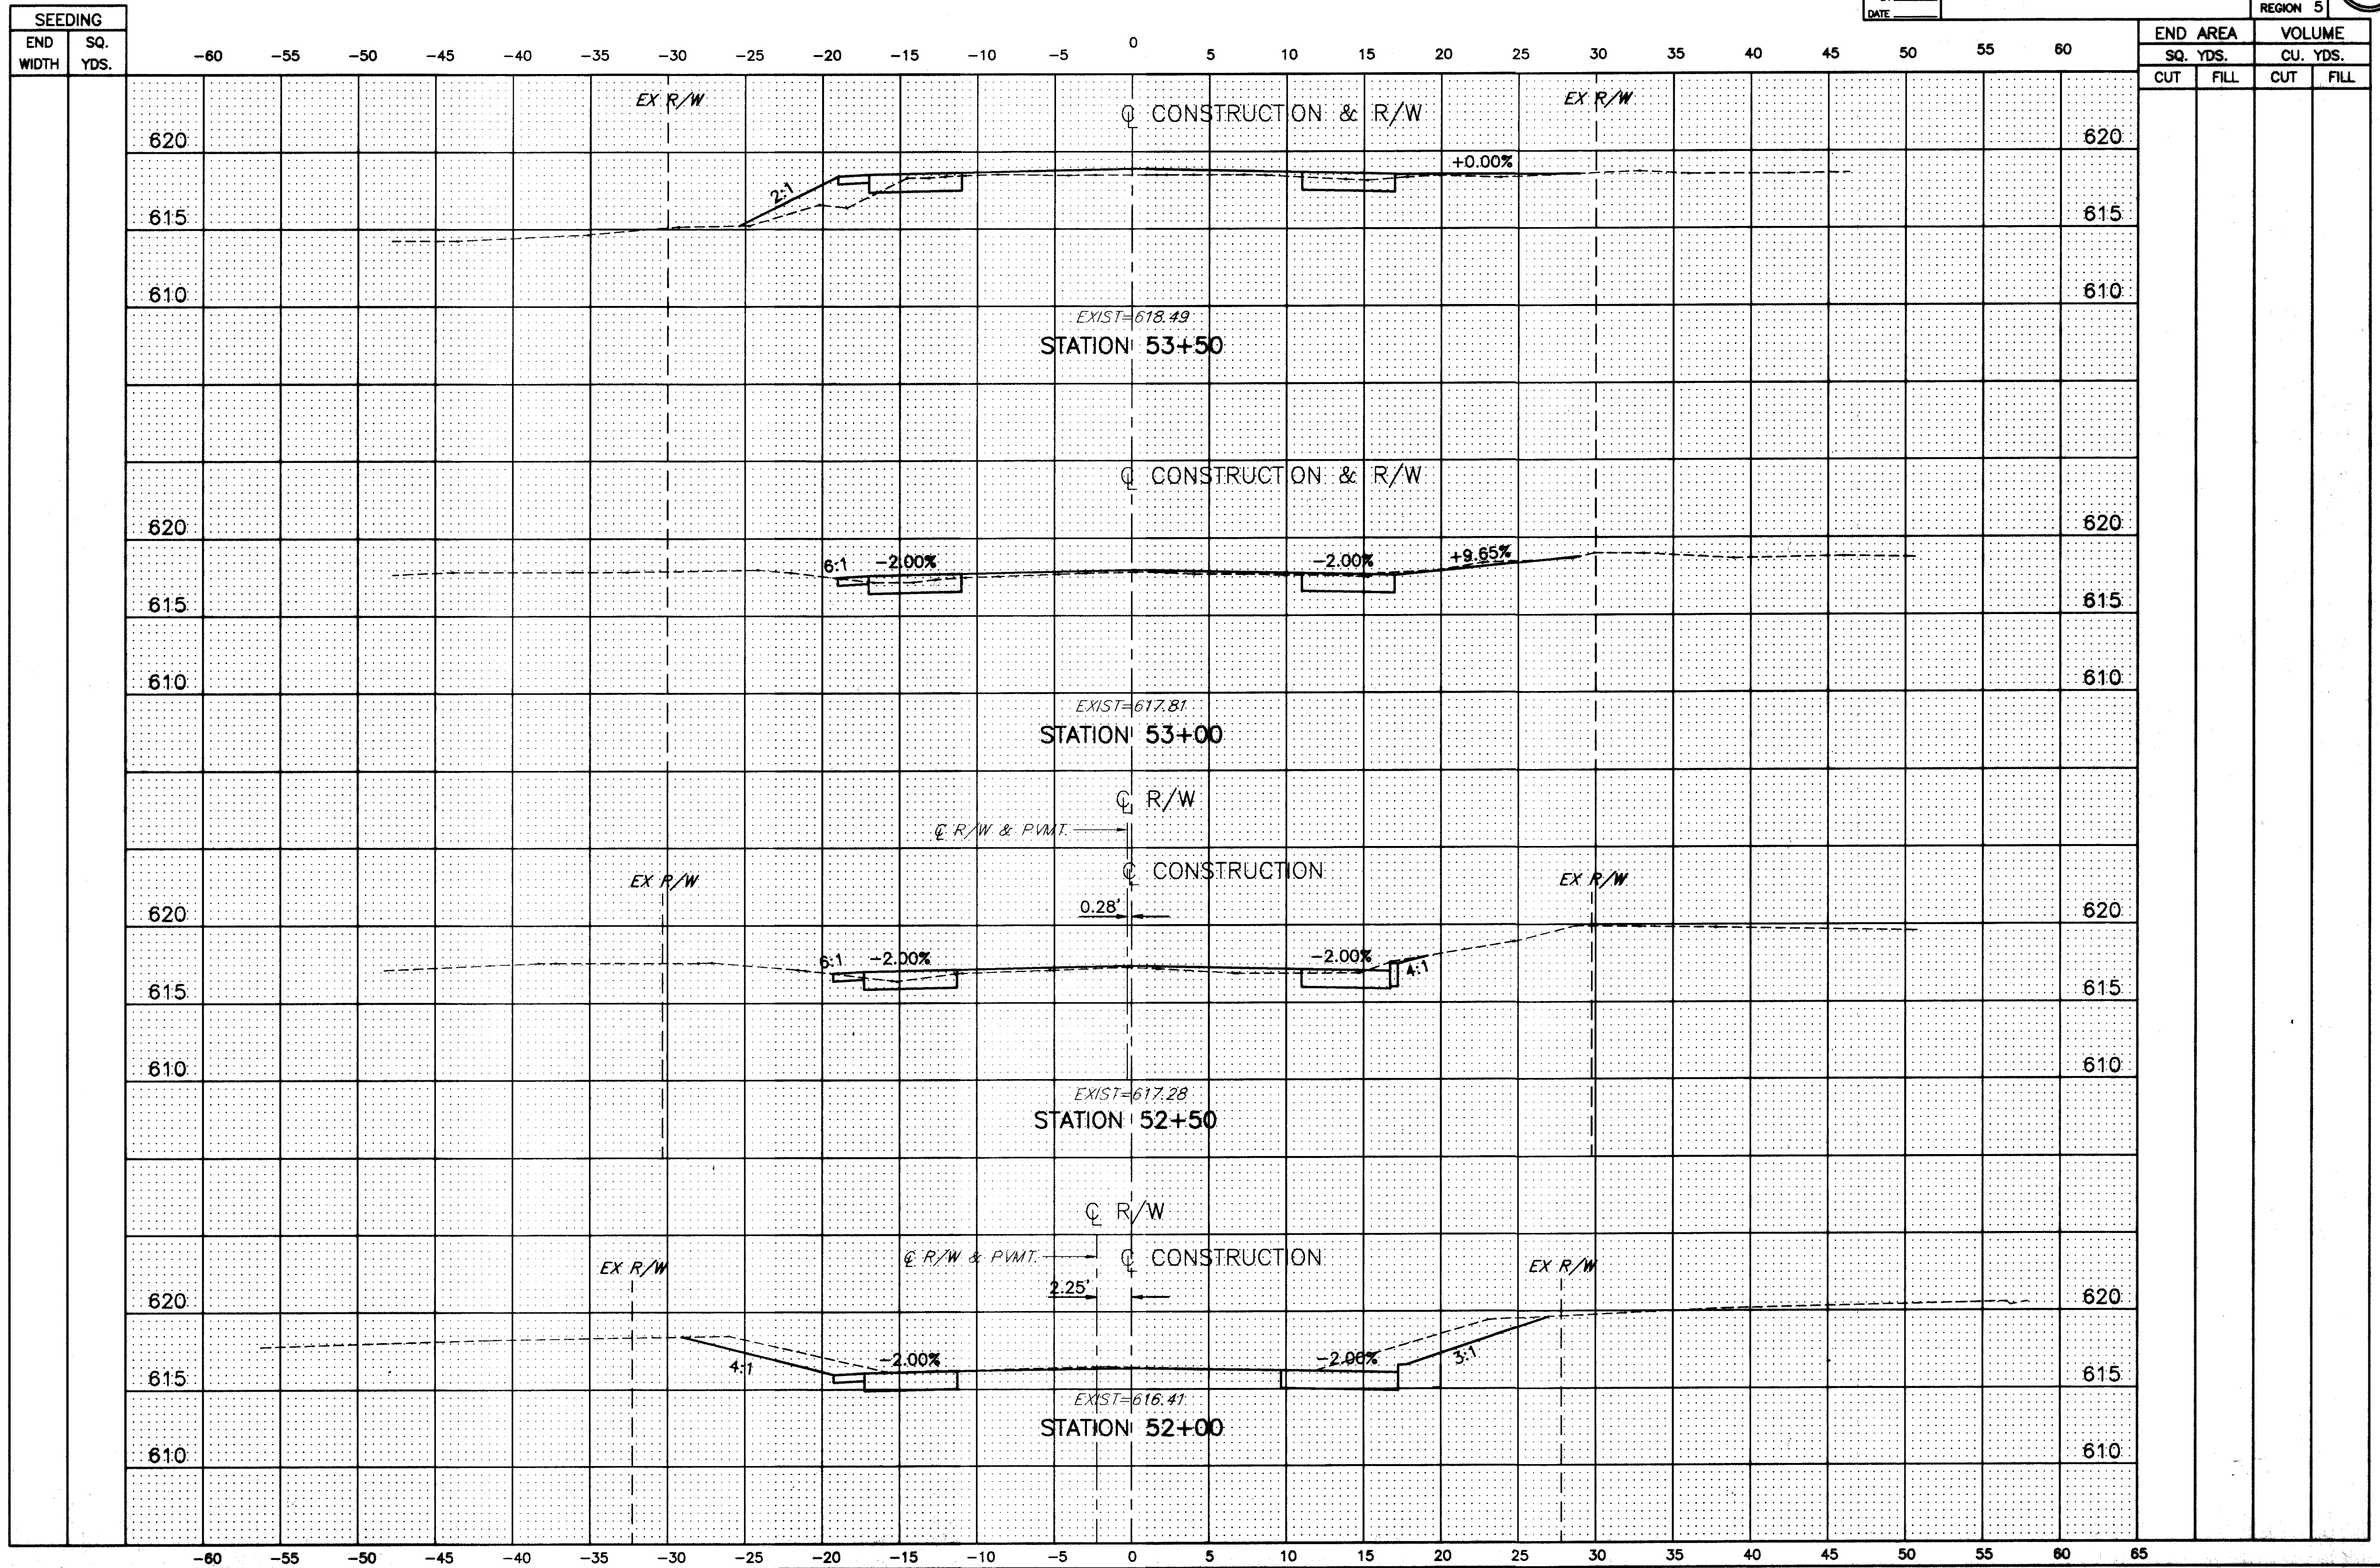 DATE
REGION 5
SEEDING
END WIDTH SQ. YDS.
END AREA VOLUME
SQ. YDS. CU. YDS.
CUT FILL CUT FILL
-60 -55 -50 -45 -40 -35 -30 -25 -20 -15 -10 -5 0 5 10 15 20 25 30 35 40 45 50 55 60
EX R/W
EX R/W
℄ CONSTRUCTION & R/W
620 620
+0.00%
2:1
615 615
610 610
EXIST=618.49
STATION 53+50
℄ CONSTRUCTION & R/W
620 620
6:1 -2.00% -2.00% +9.65%
615 615
610 610
EXIST=617.81
STATION 53+00
℄ R/W
℄ R/W & PVMT.
℄ CONSTRUCTION
EX R/W EX R/W
0.28'
620 620
6:1 -2.00% -2.00% 4:1
615 615
610 610
EXIST=617.28
STATION 52+50
℄ R/W
℄ R/W & PVMT. ℄ CONSTRUCTION
EX R/W EX R/W
2.25'
620 620
4:1 -2.00% -2.00% 3:1
615 615
EXIST=616.41
STATION 52+00
610 610
-60 -55 -50 -45 -40 -35 -30 -25 -20 -15 -10 -5 0 5 10 15 20 25 30 35 40 45 50 55 60 65